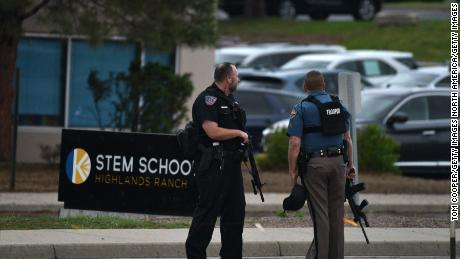 STEM SCHOOL
HIGHLANDS RANCH
TROOPER
TOM COOPER/GETTY IMAGES NORTH AMERICA/GETTY IMAGES